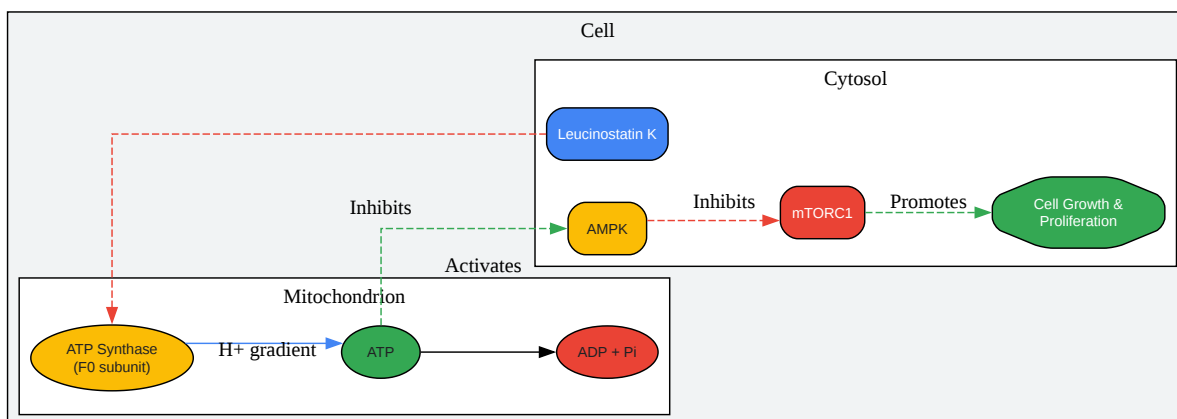 Cell
Cytosol
Leucinostatin K
Inhibits
AMPK
Inhibits
mTORC1
Promotes
Cell Growth &
Proliferation
Activates
Mitochondrion
ATP Synthase
(F0 subunit)
H+ gradient
ATP
ADP + Pi